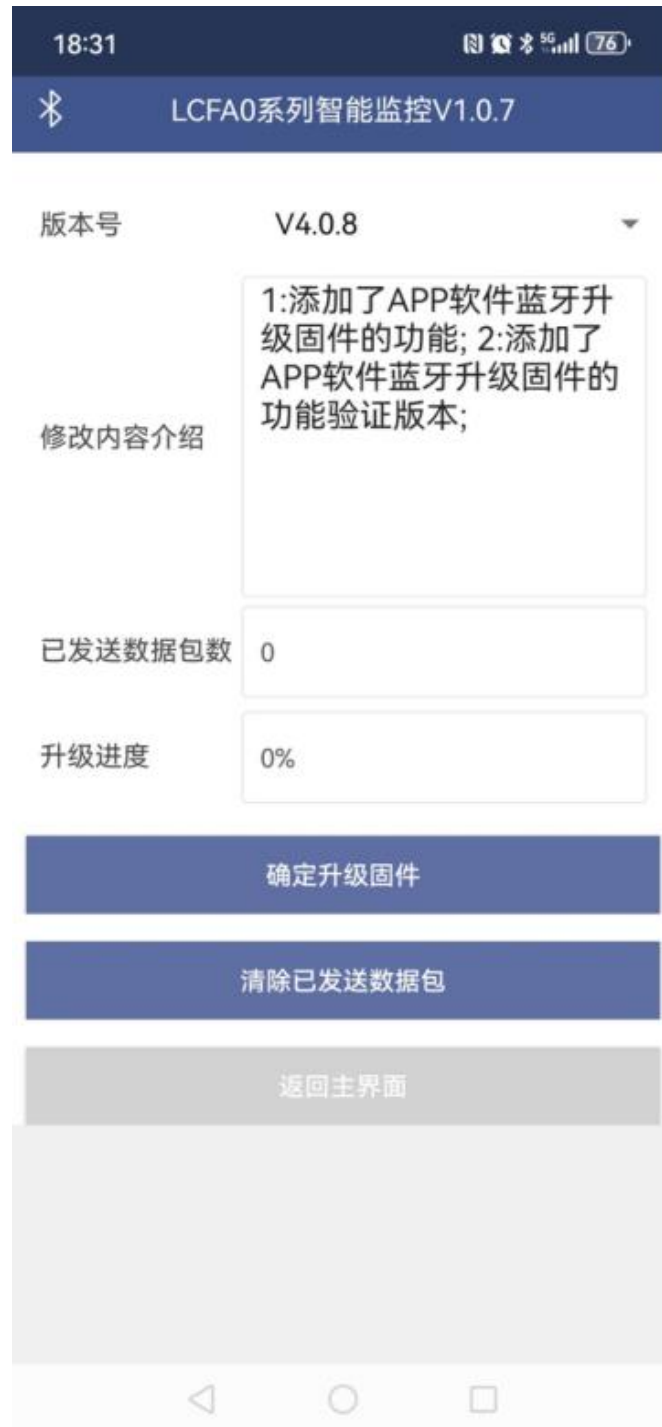 18:31
5G 76
LCFA0系列智能监控V1.0.7
版本号
V4.0.8
1:添加了APP软件蓝牙升
级固件的功能; 2:添加了
APP软件蓝牙升级固件的
功能验证版本;
修改内容介绍
已发送数据包数
0
升级进度
0%
确定升级固件
清除已发送数据包
返回主界面